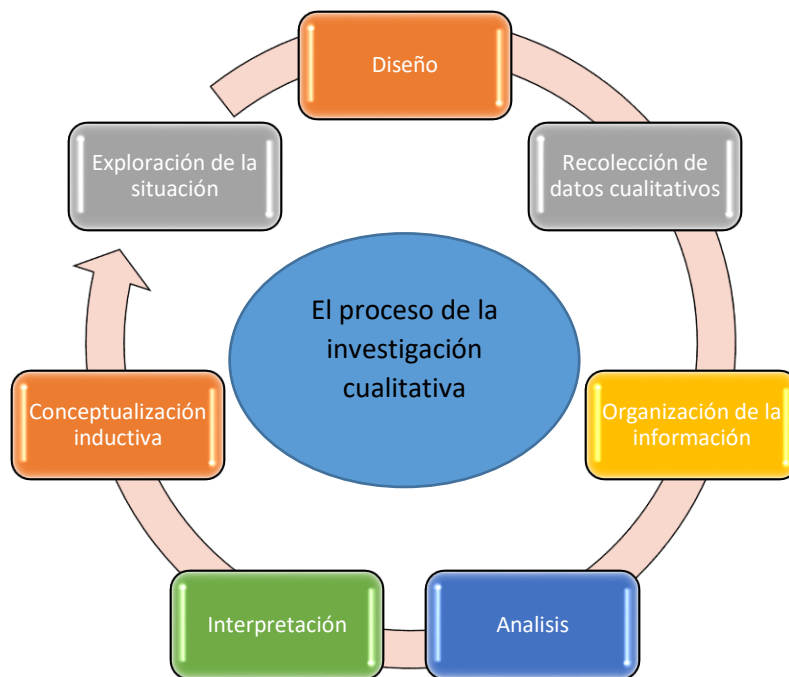 Diseño
Exploración de la
situación
Recolección de
datos cualitativos
El proceso de la
investigación
cualitativa
Conceptualización
inductiva
Organización de la
información
Interpretación
Analisis